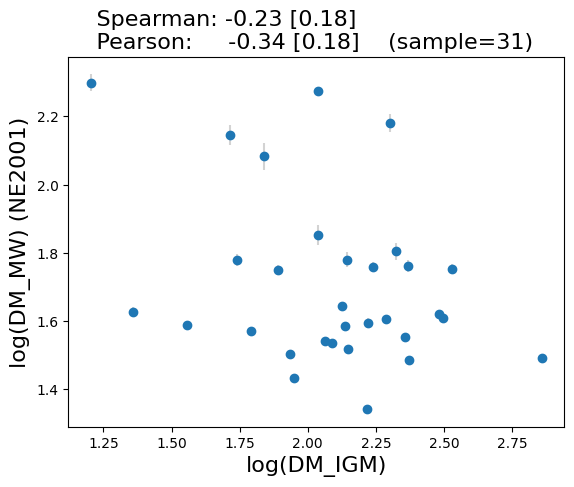 Spearman: -0.23 [0.18]
Pearson: -0.34 [0.18] (sample=31)
log(DM_MW) (NE2001)
2.2
2.0
1.8
1.6
1.4
1.25 1.50 1.75 2.00 2.25 2.50 2.75
log(DM_IGM)